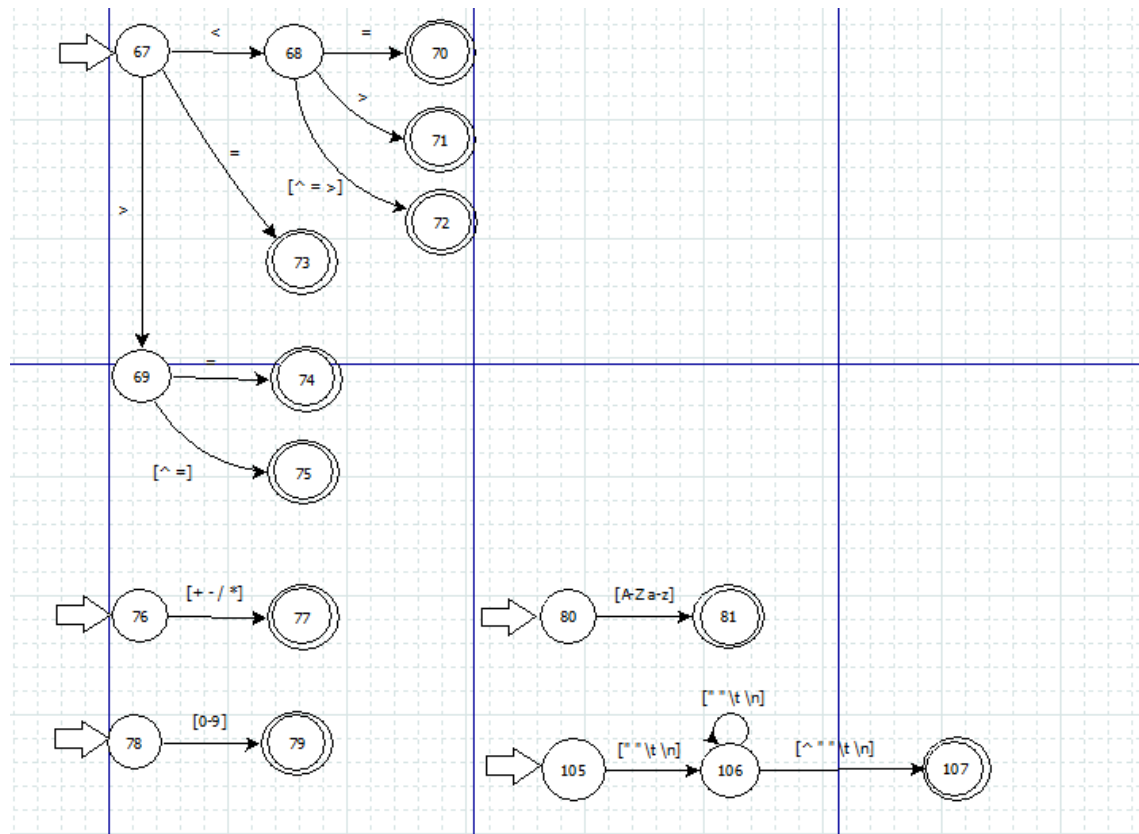 67 < 68 = 70
> 71
=
[^ = >]
72
>
73
69 = 74
[^ =] 75
76 [+ - / *] 77
80 [A-Z a-z] 81
78 [0-9] 79
[" " \t \n]
105 [" " \t \n] 106 [^ " " \t \n] 107